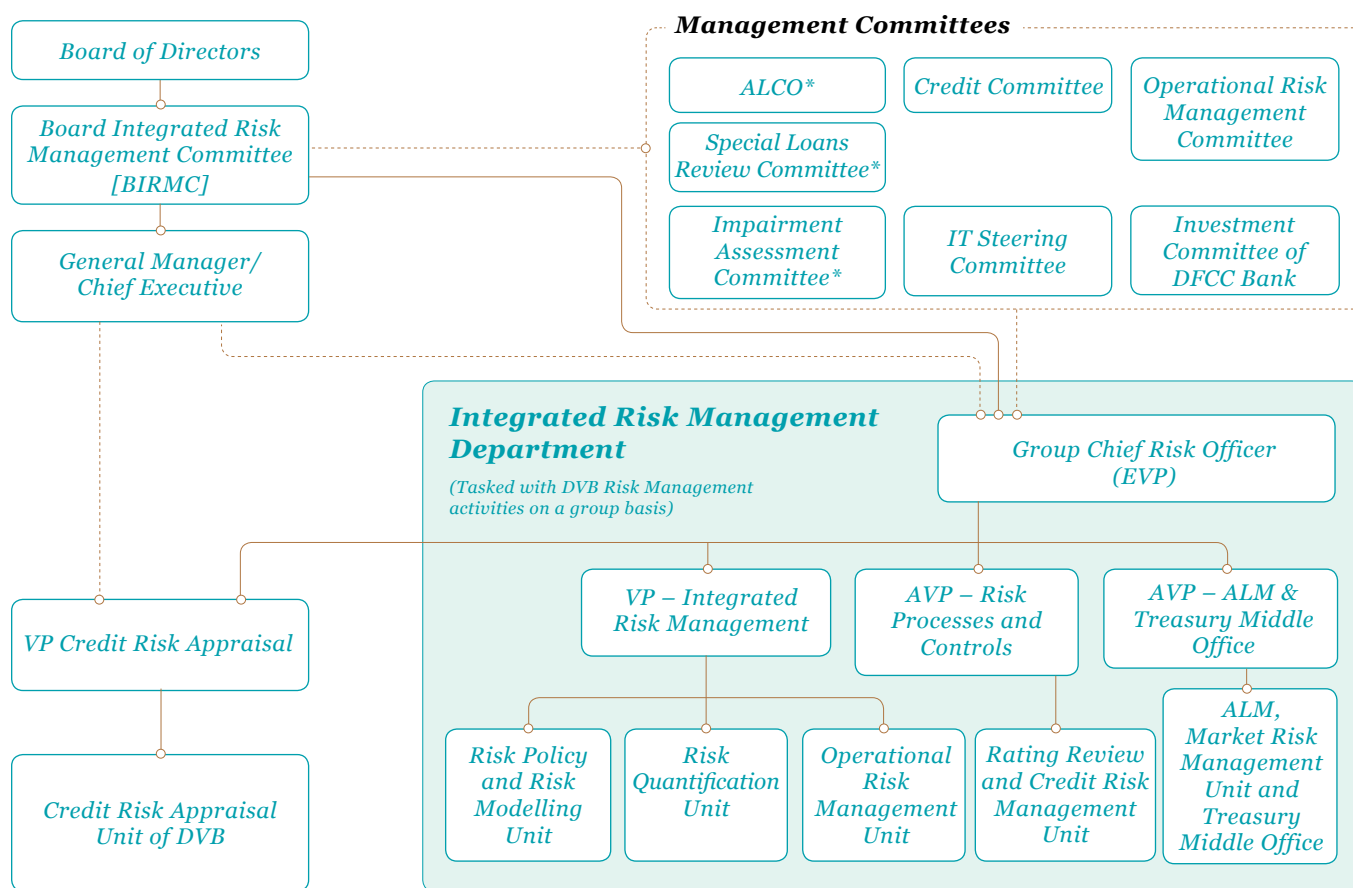 Board of Directors
Board Integrated Risk
Management Committee
[BIRMC]
General Manager/
Chief Executive
Management Committees
ALCO*
Credit Committee
Operational Risk
Management
Committee
Special Loans
Review Committee*
Impairment
Assessment
Committee*
IT Steering
Committee
Investment
Committee of
DFCC Bank
Integrated Risk Management
Department
(Tasked with DVB Risk Management
activities on a group basis)
Group Chief Risk Officer
(EVP)
VP Credit Risk Appraisal
VP – Integrated
Risk Management
AVP – Risk
Processes and
Controls
AVP – ALM &
Treasury Middle
Office
Credit Risk Appraisal
Unit of DVB
Risk Policy
and Risk
Modelling
Unit
Risk
Quantification
Unit
Operational
Risk
Management
Unit
Rating Review
and Credit Risk
Management
Unit
ALM,
Market Risk
Management
Unit and
Treasury
Middle Office